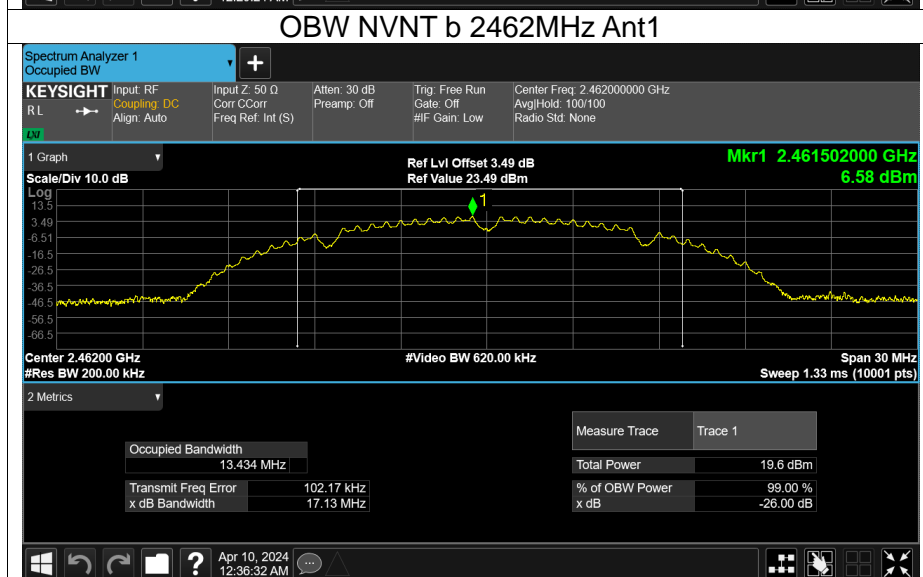 OBW NVNT b 2462MHz Ant1
Spectrum Analyzer 1
Occupied BW
+
KEYSIGHT
R L
LXI
Input: RF
Coupling: DC
Align: Auto
Input Z: 50 Ω
Corr CCorr
Freq Ref: Int (S)
Atten: 30 dB
Preamp: Off
Trig: Free Run
Gate: Off
#IF Gain: Low
Center Freq: 2.462000000 GHz
Avg|Hold: 100/100
Radio Std: None
1 Graph
Scale/Div 10.0 dB
Ref Lvl Offset 3.49 dB
Ref Value 23.49 dBm
Mkr1 2.461502000 GHz
6.58 dBm
Log
13.5
3.49
-6.51
-16.5
-26.5
-36.5
-46.5
-56.5
-66.5
1
Center 2.46200 GHz
#Video BW 620.00 kHz
Span 30 MHz
#Res BW 200.00 kHz
Sweep 1.33 ms (10001 pts)
2 Metrics
Occupied Bandwidth
13.434 MHz
Transmit Freq Error 102.17 kHz
x dB Bandwidth 17.13 MHz
Measure Trace Trace 1
Total Power 19.6 dBm
% of OBW Power 99.00 %
x dB -26.00 dB
?
Apr 10, 2024
12:36:32 AM